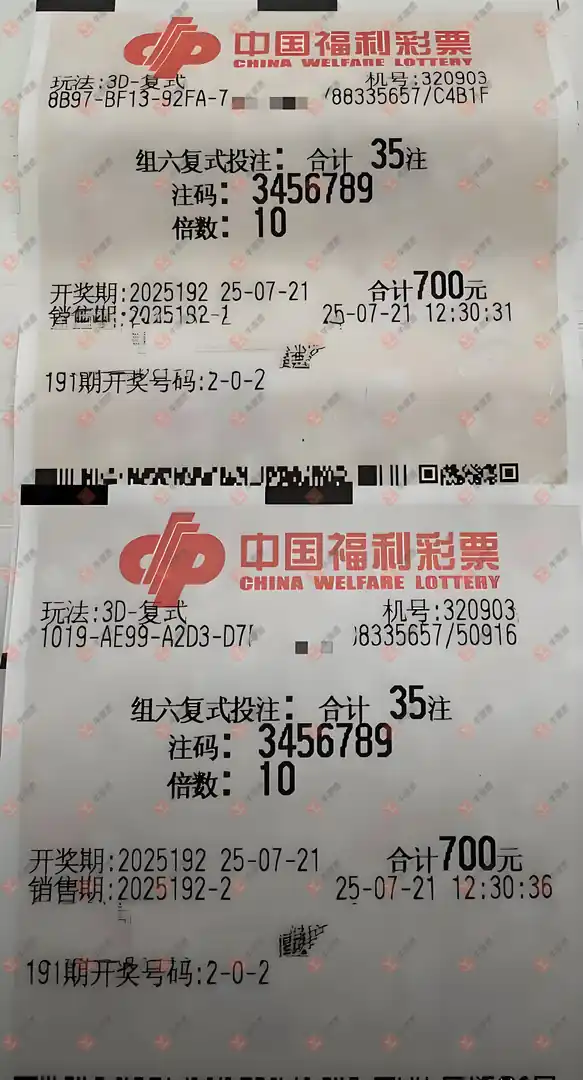 中国福利彩票
CHINA WELFARE LOTTERY
玩法:3D-复式 机号:320903
8B97-BF13-92FA-7 /88335657/C4B1F
组六复式投注: 合计 35注
注码: 3456789
倍数: 10
开奖期:2025192 25-07-21 合计700元
销售期:2025192-1 25-07-21 12:30:31
191期开奖号码:2-0-2
中国福利彩票
CHINA WELFARE LOTTERY
玩法:3D-复式 机号:320903
1019-AE99-A2D3-D7 8335657/50916
组六复式投注: 合计 35注
注码: 3456789
倍数: 10
开奖期:2025192 25-07-21 合计700元
销售期:2025192-2 25-07-21 12:30:36
191期开奖号码:2-0-2